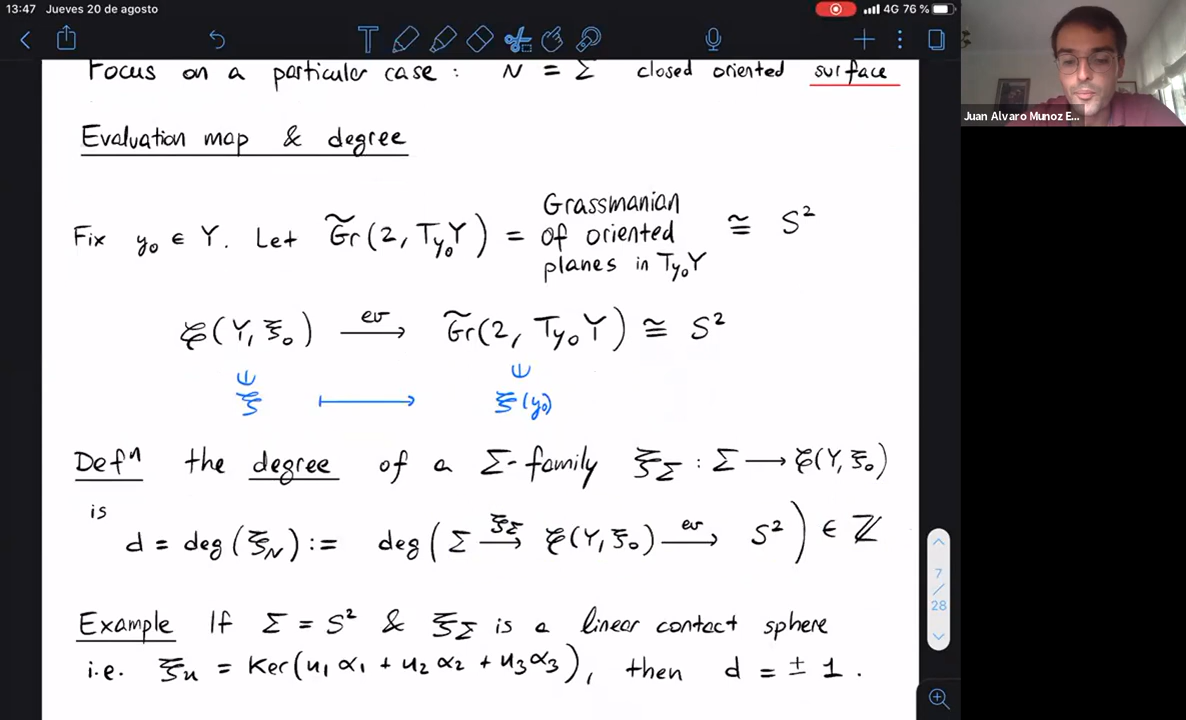 13:47 Jueves 20 de agosto
4G 76 %
Juan Alvaro Munoz E...
Focus on a particular case : N = Σ closed oriented surface
Evaluation map & degree
Fix y₀ ∈ Y. Let G̃r(2, T_{y₀}Y) = Grassmanian of oriented planes in T_{y₀}Y ≅ S²
𝒞(Y, ξ₀) —ev→ G̃r(2, T_{y₀}Y) ≅ S²
ξ ⟼ ξ(y₀)
Defⁿ the degree of a Σ-family ξ_Σ : Σ → 𝒞(Y, ξ₀)
is
d = deg(ξ_N) := deg(Σ —ξ_Σ→ 𝒞(Y, ξ₀) —ev→ S²) ∈ ℤ
Example If Σ = S² & ξ_Σ is a linear contact sphere
i.e. ξ_u = Ker(u₁α₁ + u₂α₂ + u₃α₃), then d = ± 1.
7
/
28